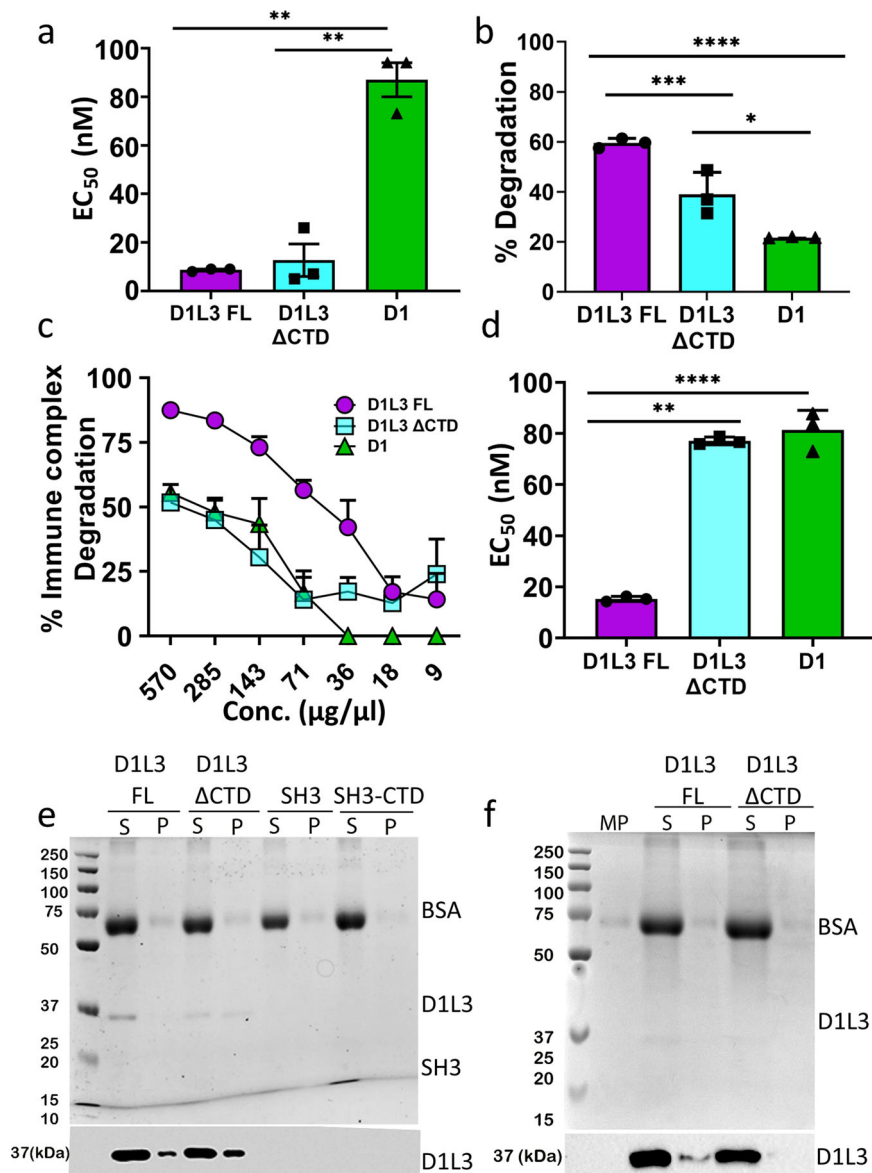 a
**
**
EC50 (nM)
100
80
60
40
20
0
D1L3 FL
D1L3
ΔCTD
D1
b
****
***
*
% Degradation
100
80
60
40
20
0
D1L3 FL
D1L3
ΔCTD
D1
c
% Immune complex
Degradation
100
75
50
25
0
D1L3 FL
D1L3 ΔCTD
D1
570
285
143
71
36
18
9
Conc. (µg/µl)
d
****
**
EC50 (nM)
100
80
60
40
20
0
D1L3 FL
D1L3
ΔCTD
D1
e
D1L3
FL
D1L3
ΔCTD
SH3
SH3-CTD
S P S P S P S P
250
150
100
75
50
37
25
20
15
10
BSA
D1L3
SH3
37(kDa)
D1L3
f
D1L3
FL
D1L3
ΔCTD
MP S P S P
250
150
100
75
50
37
25
20
15
BSA
D1L3
37 (kDa)
D1L3